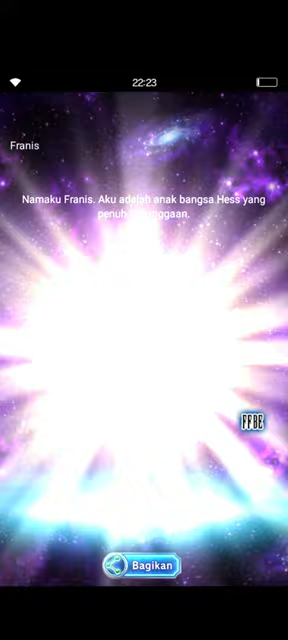 22:23
Franis
Namaku Franis. Aku adalah anak bangsa Hess yang
penuh
FFBE
Bagikan